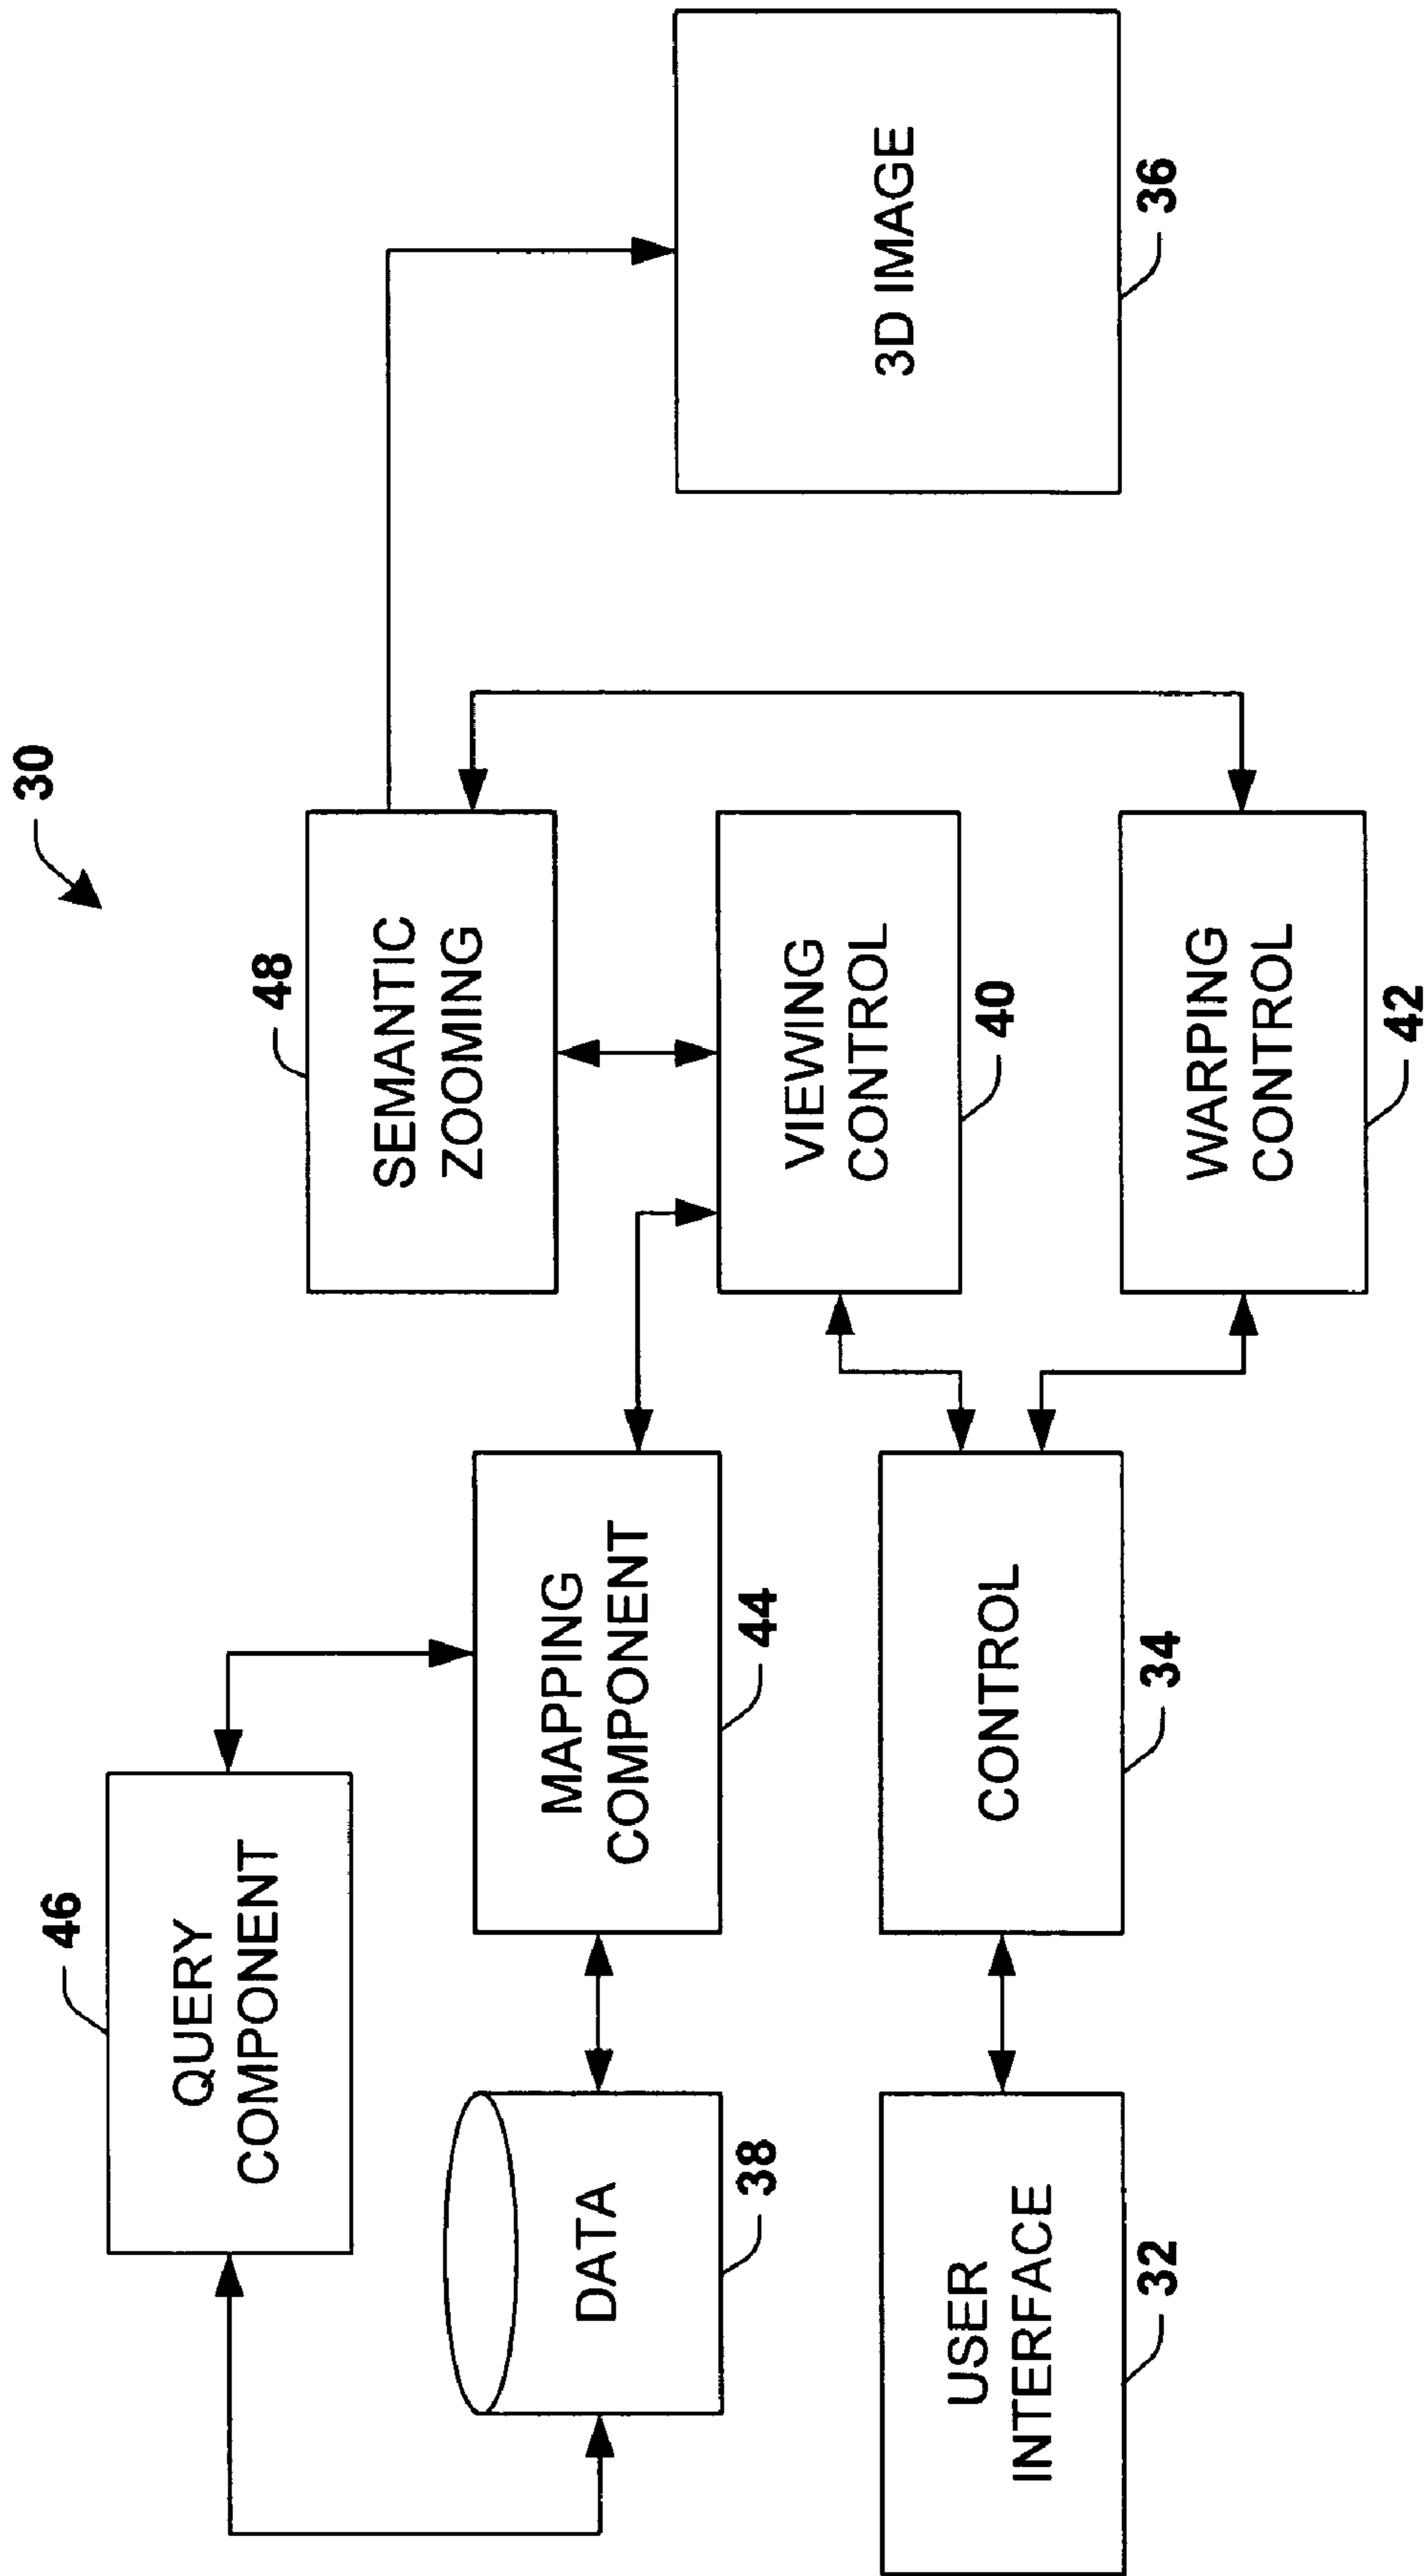 30
46
QUERY
COMPONENT
48
SEMANTIC
ZOOMING
DATA
38
MAPPING
COMPONENT
44
VIEWING
CONTROL
40
3D IMAGE
36
USER
INTERFACE
32
CONTROL
34
WARPING
CONTROL
42